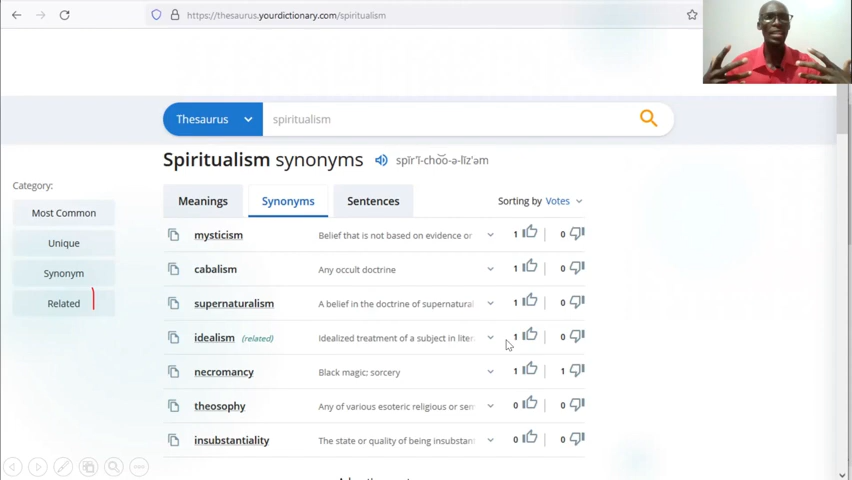 https://thesaurus.yourdictionary.com/spiritualism
Thesaurus spiritualism
Spiritualism synonyms spĭr'ĭ-cho͝o-ə-lĭz'əm
Category:
Most Common
Unique
Synonym
Related
Meanings Synonyms Sentences Sorting by Votes
mysticism Belief that is not based on evidence or 1 0
cabalism Any occult doctrine 1 0
supernaturalism A belief in the doctrine of supernatural 1 0
idealism (related) Idealized treatment of a subject in liter 1 0
necromancy Black magic; sorcery 1 1
theosophy Any of various esoteric religious or sem 0 0
insubstantiality The state or quality of being insubstant 0 0